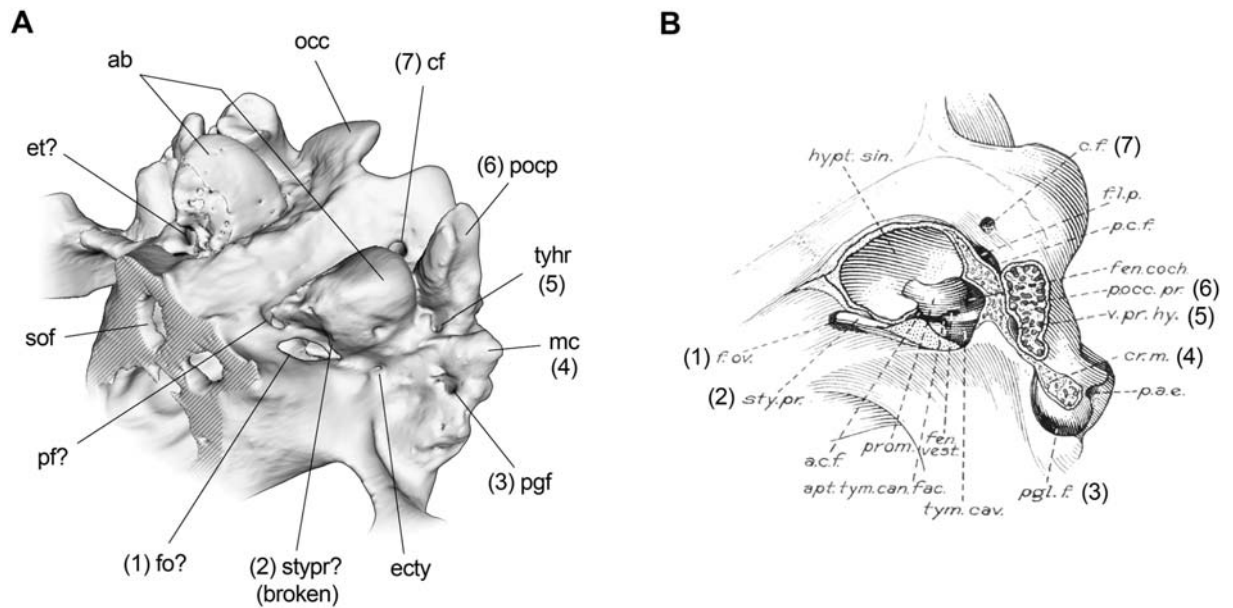 A
ab
occ
(7) cf
et?
(6) pocp
tyhr
(5)
sof
mc
(4)
pf?
(3) pgf
(1) fo?
(2) stypr?
(broken)
ecty
B
hypt. sin.
c.f. (7)
f.l.p.
p.c.f.
fen. coch.
p.occ. pr. (6)
v. pr. hy. (5)
(1) f. ov.
cr. m. (4)
(2) sty. pr.
p.a.e.
a.c.f.
prom.
fen.
vest.
apt. tym. can. fac.
tym. cav.
pgl. f. (3)